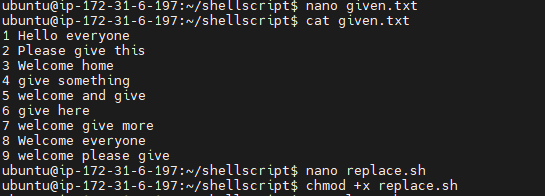 ubuntu@ip-172-31-6-197:~/shellscript$ nano given.txt
ubuntu@ip-172-31-6-197:~/shellscript$ cat given.txt
1 Hello everyone
2 Please give this
3 Welcome home
4 give something
5 welcome and give
6 give here
7 welcome give more
8 Welcome everyone
9 welcome please give
ubuntu@ip-172-31-6-197:~/shellscript$ nano replace.sh
ubuntu@ip-172-31-6-197:~/shellscript$ chmod +x replace.sh